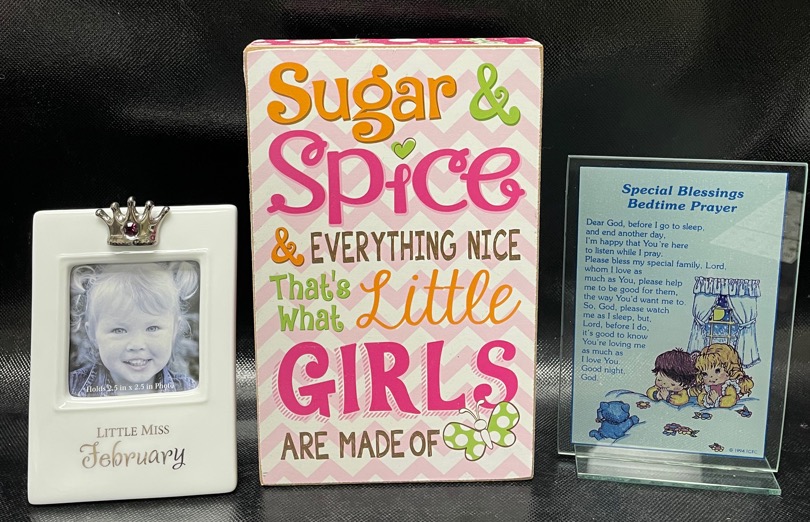 Holds 2.5 in x 2.5 in Photo
LITTLE MISS
February
Sugar &
Spice
& EVERYTHING NICE
That's
What Little
GIRLS
ARE MADE OF
Special Blessings
Bedtime Prayer
Dear God, before I go to sleep,
and end another day,
I'm happy that You're here
to listen while I pray.
Please bless my special family, Lord,
whom I love as
much as You, please help
me to be good for them,
the way You'd want me to.
So, God, please watch
me as I sleep, but,
Lord, before I do,
it's good to know
You're loving me
as much as
I love You.
Good night,
God.